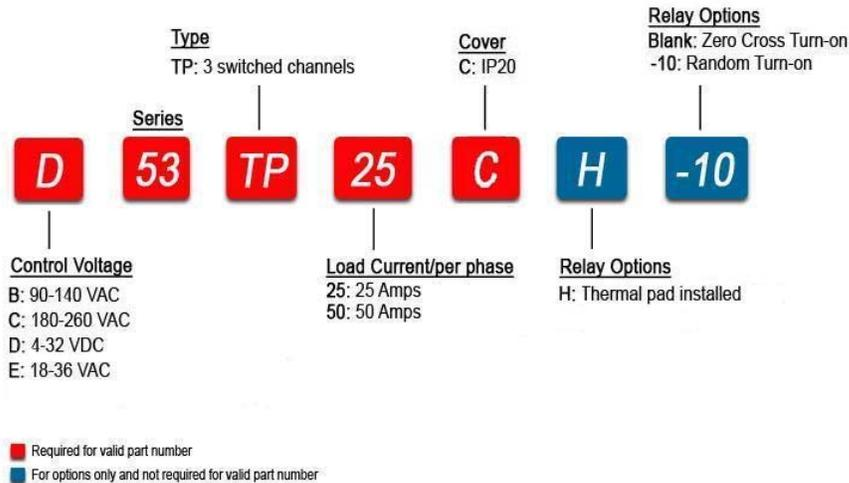 Relay Options
Blank: Zero Cross Turn-on
-10: Random Turn-on
Type
TP: 3 switched channels
Cover
C: IP20
Series
D 53 TP 25 C H -10
Control Voltage
B: 90-140 VAC
C: 180-260 VAC
D: 4-32 VDC
E: 18-36 VAC
Load Current/per phase
25: 25 Amps
50: 50 Amps
Relay Options
H: Thermal pad installed
Required for valid part number
For options only and not required for valid part number